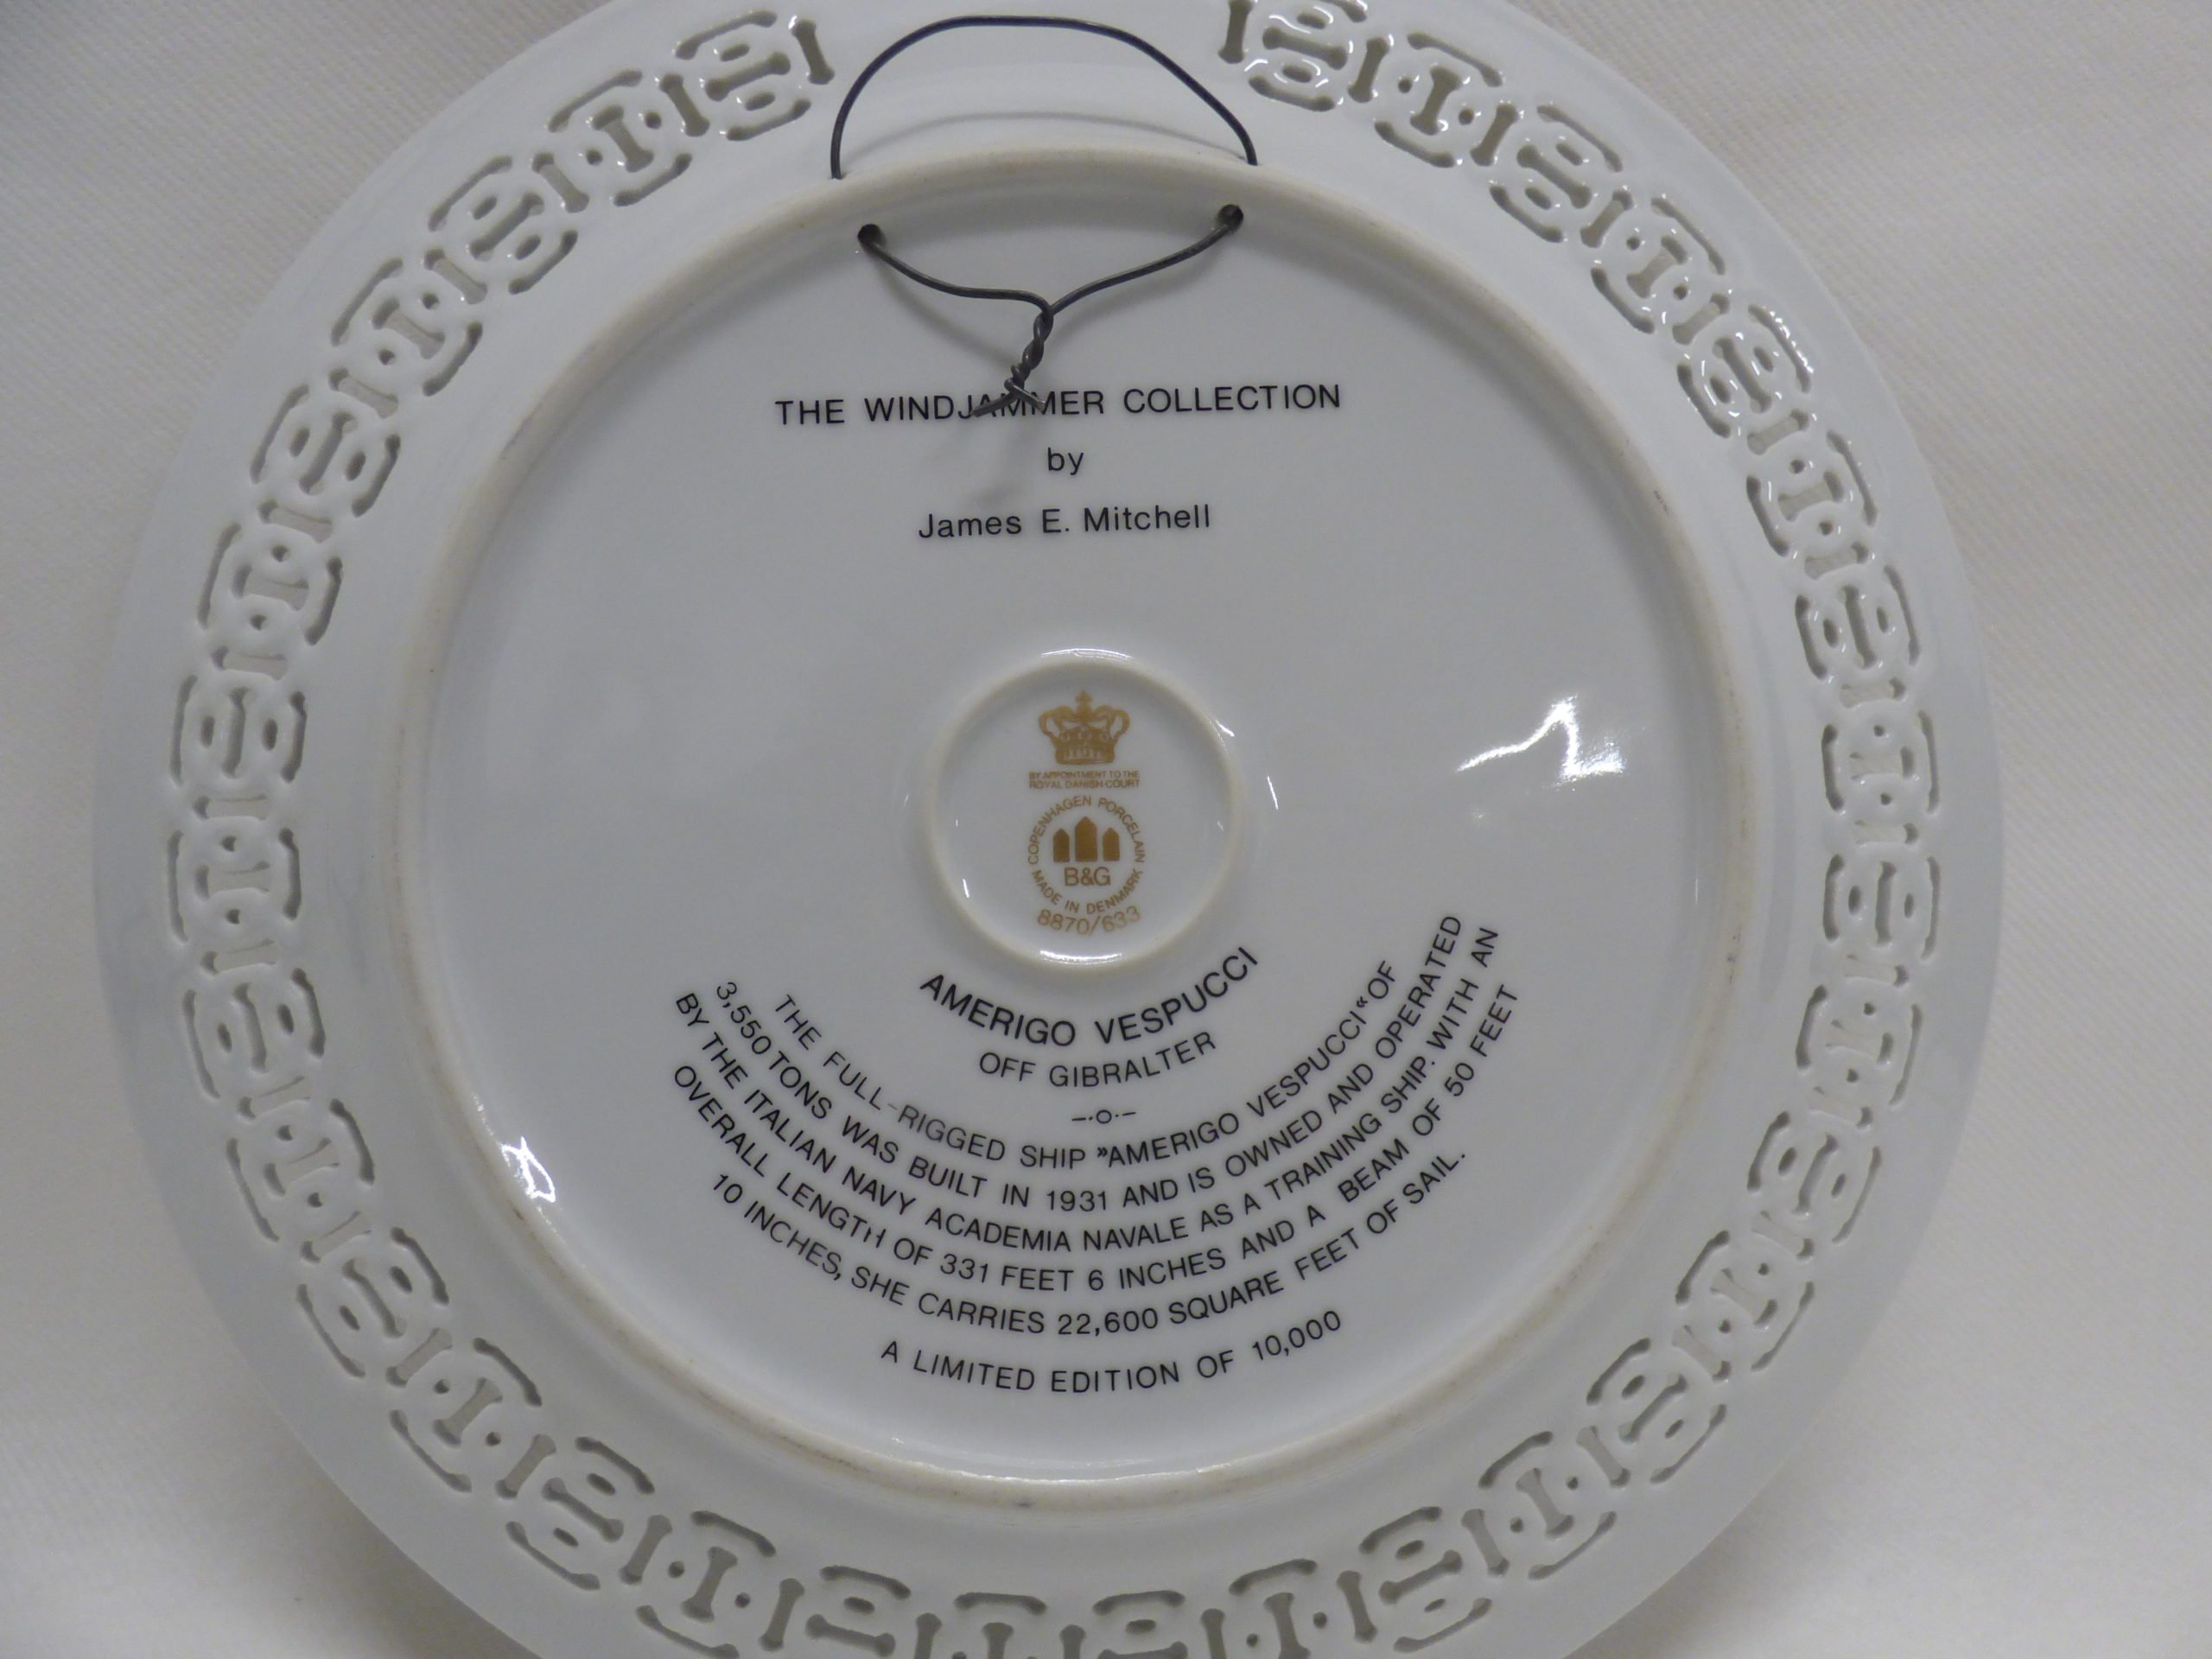 THE WINDJAMMER COLLECTION
by
James E. Mitchell
BY APPOINTMENT TO THE
ROYAL DANISH COURT
COPENHAGEN PORCELAIN
B&G
MADE IN DENMARK
8870/633
AMERIGO VESPUCCI
OFF GIBRALTER
THE FULL-RIGGED SHIP »AMERIGO VESPUCCI« OF
3,550 TONS WAS BUILT IN 1931 AND IS OWNED AND OPERATED
BY THE ITALIAN NAVY ACADEMIA NAVALE AS A TRAINING SHIP. WITH AN
OVERALL LENGTH OF 331 FEET 6 INCHES AND A BEAM OF 50 FEET
10 INCHES, SHE CARRIES 22,600 SQUARE FEET OF SAIL.
A LIMITED EDITION OF 10,000